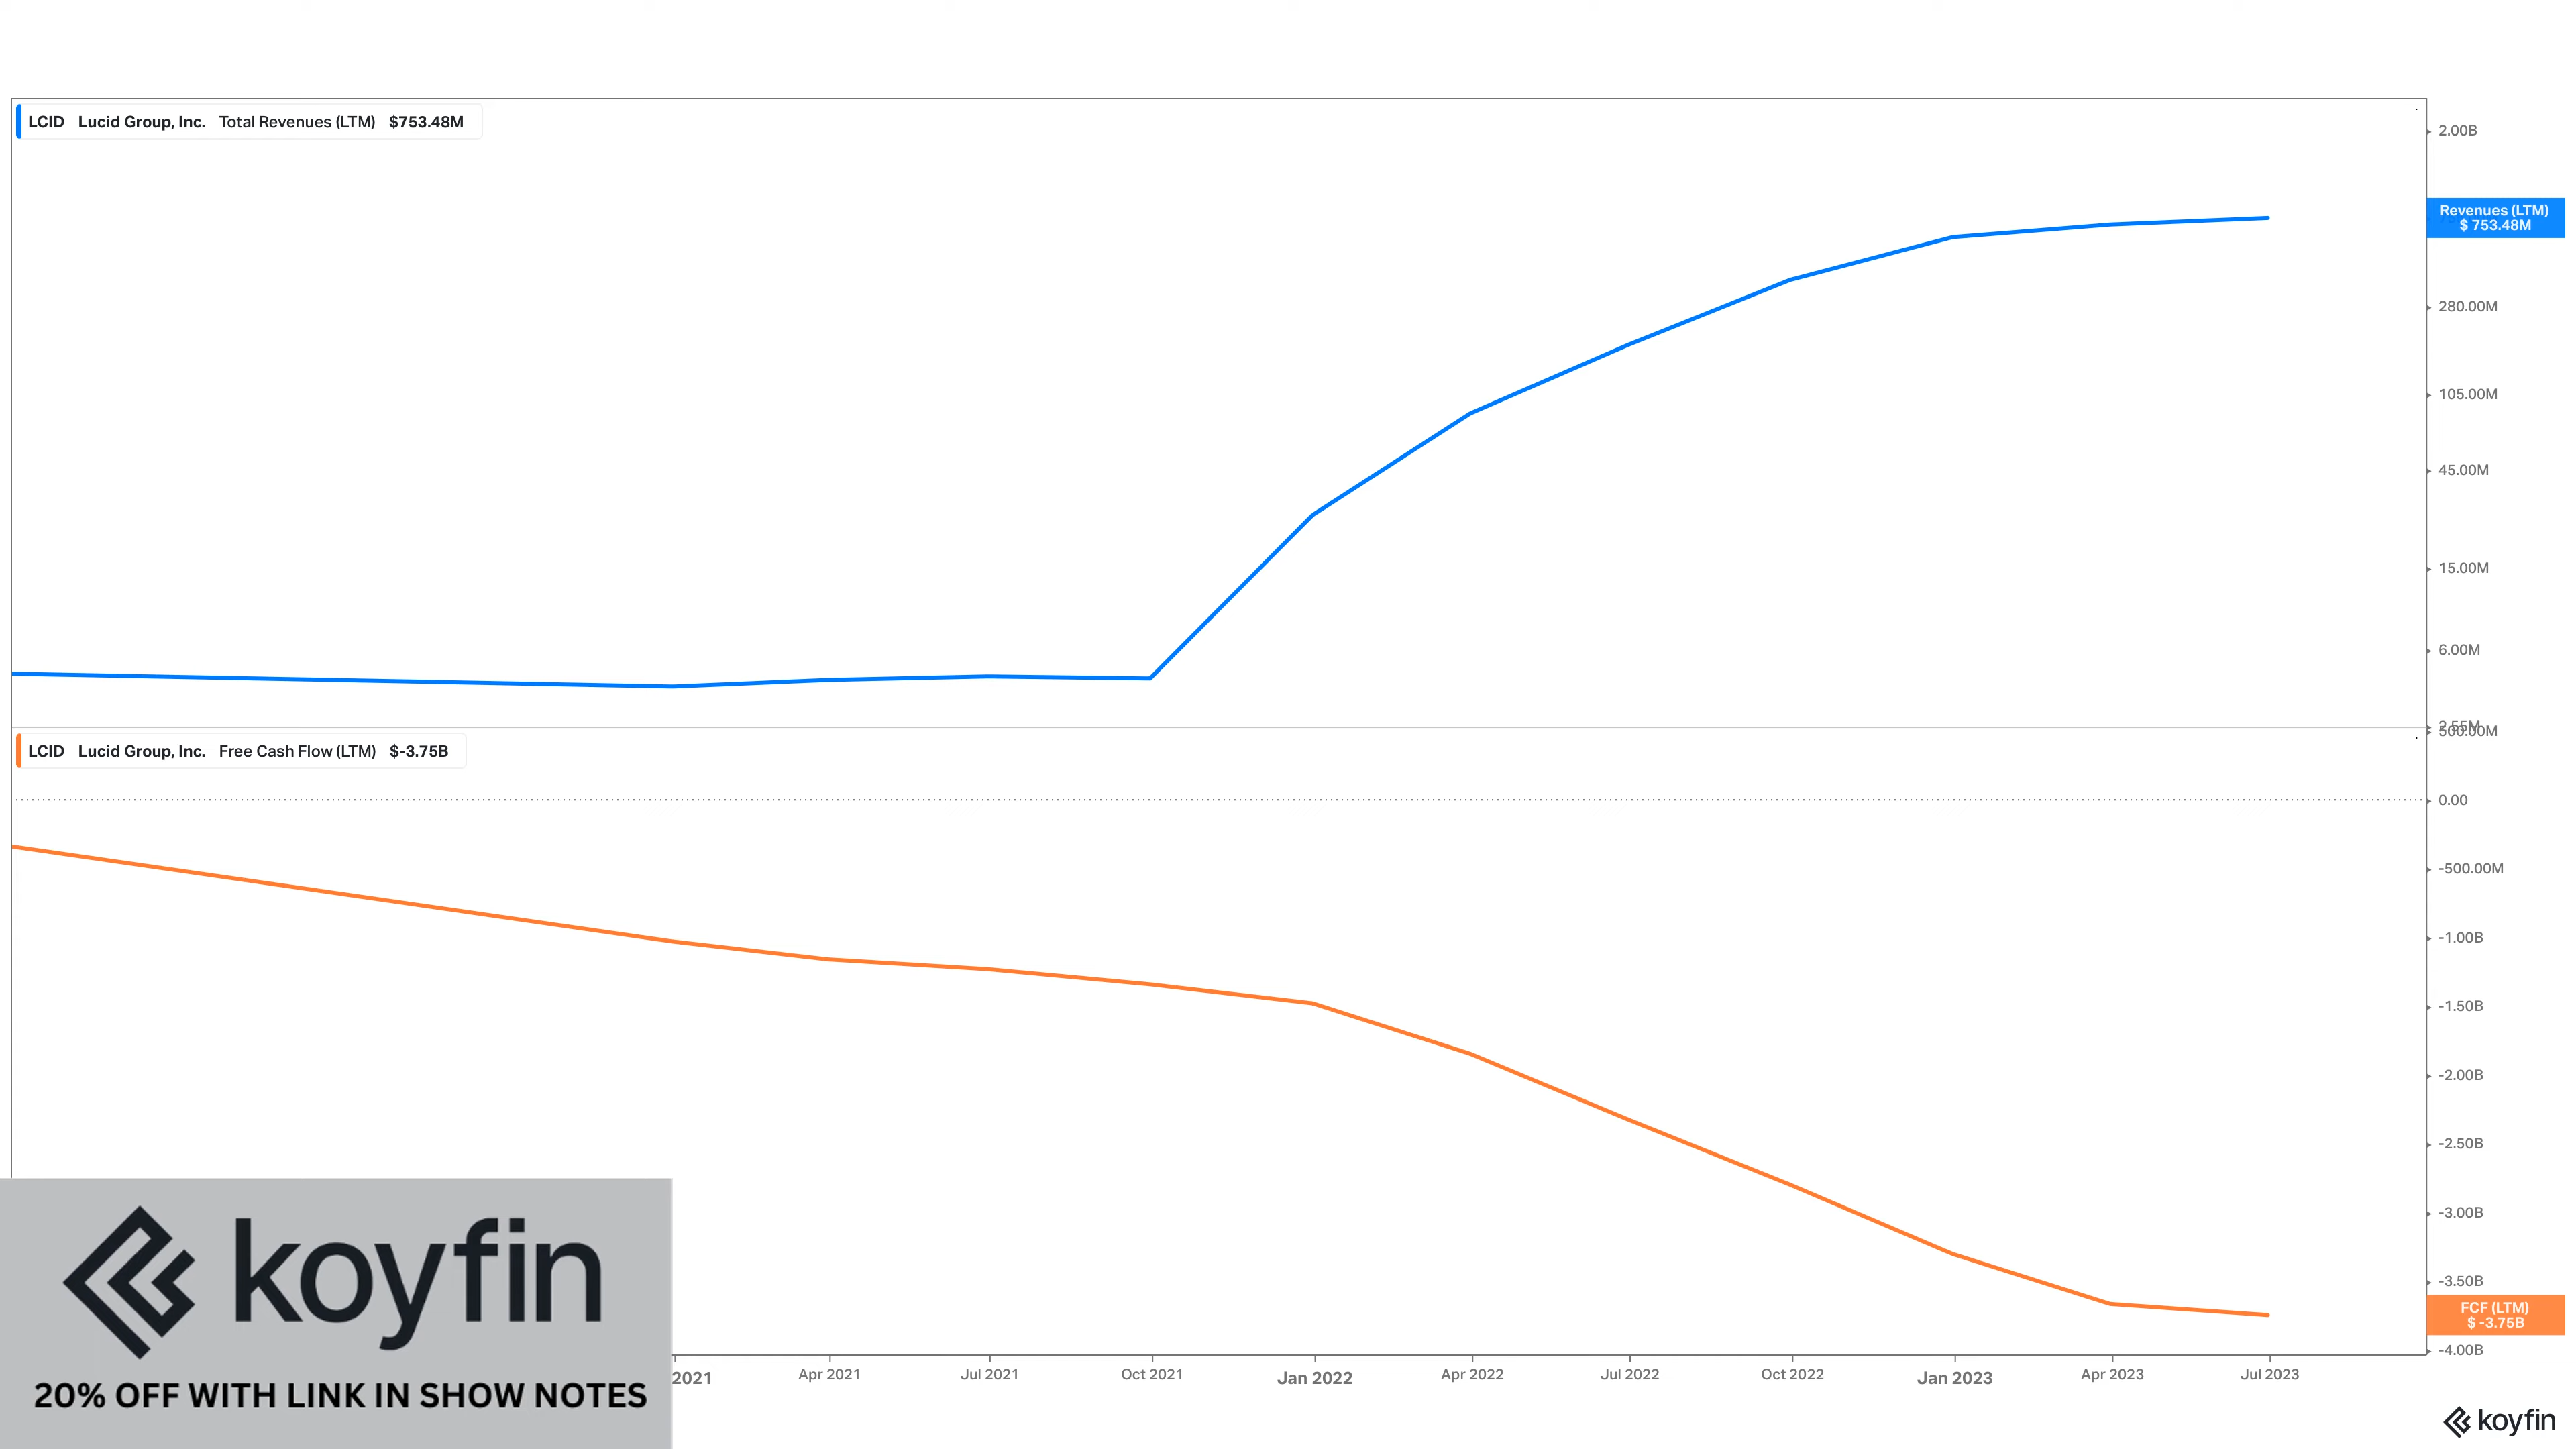 LCID Lucid Group, Inc. Total Revenues (LTM) $753.48M
2.00B
Revenues (LTM)
$ 753.48M
280.00M
105.00M
45.00M
15.00M
6.00M
2.55M
500.00M
LCID Lucid Group, Inc. Free Cash Flow (LTM) $-3.75B
0.00
-500.00M
-1.00B
-1.50B
-2.00B
-2.50B
-3.00B
-3.50B
FCF (LTM)
$ -3.75B
-4.00B
2021 Apr 2021 Jul 2021 Oct 2021 Jan 2022 Apr 2022 Jul 2022 Oct 2022 Jan 2023 Apr 2023 Jul 2023
koyfin
20% OFF WITH LINK IN SHOW NOTES
koyfin